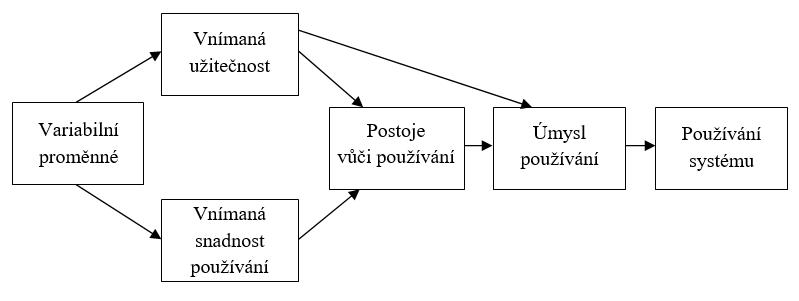 Vnímaná
užitečnost
Variabilní
proměnné
Postoje
vůči používání
Úmysl
používání
Používání
systému
Vnímaná
snadnost
používání